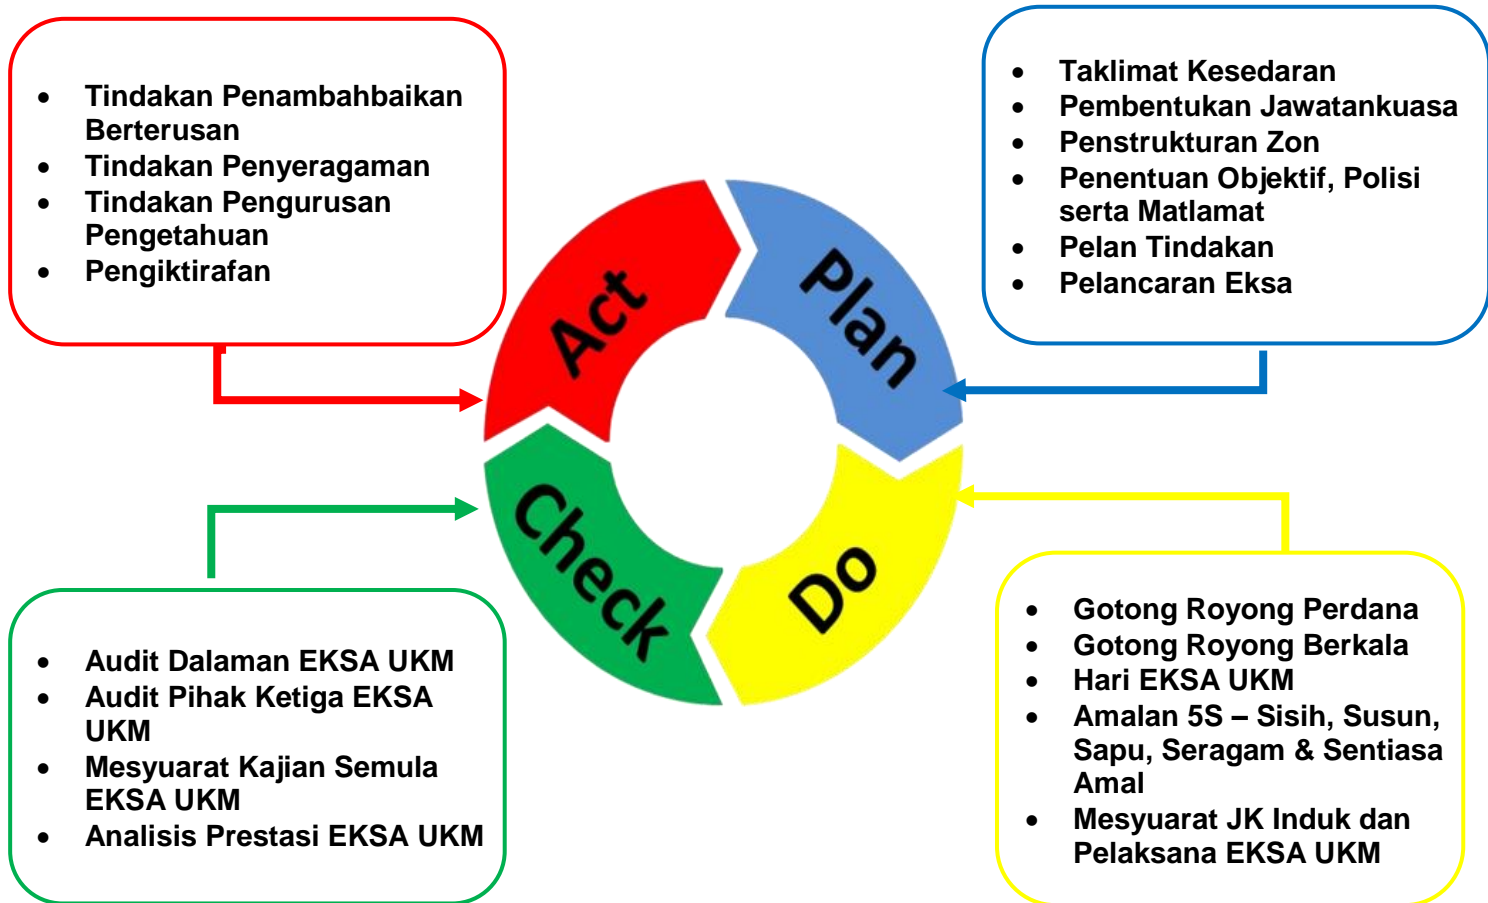 • Tindakan Penambahbaikan
Berterusan
• Tindakan Penyeragaman
• Tindakan Pengurusan
Pengetahuan
• Pengiktirafan
• Taklimat Kesedaran
• Pembentukan Jawatankuasa
• Penstrukturan Zon
• Penentuan Objektif, Polisi
serta Matlamat
• Pelan Tindakan
• Pelancaran Eksa
Act
Plan
Check
Do
• Audit Dalaman EKSA UKM
• Audit Pihak Ketiga EKSA
UKM
• Mesyuarat Kajian Semula
EKSA UKM
• Analisis Prestasi EKSA UKM
• Gotong Royong Perdana
• Gotong Royong Berkala
• Hari EKSA UKM
• Amalan 5S – Sisih, Susun,
Sapu, Seragam & Sentiasa
Amal
• Mesyuarat JK Induk dan
Pelaksana EKSA UKM